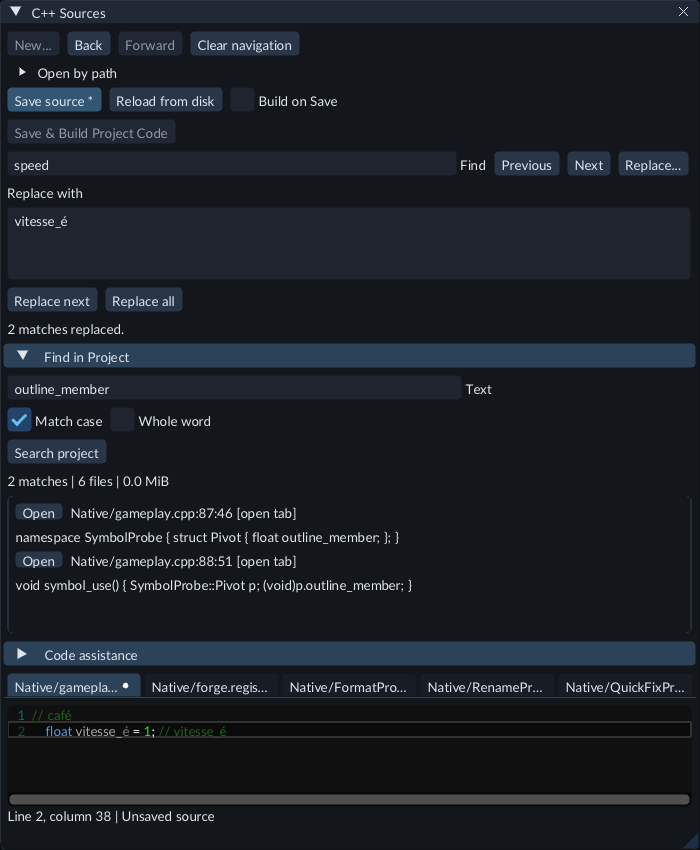 C++ Sources
New... Back Forward Clear navigation
Open by path
Save source * Reload from disk Build on Save
Save & Build Project Code
speed Find Previous Next Replace...
Replace with
vitesse_é
Replace next Replace all
2 matches replaced.
Find in Project
outline_member Text
Match case Whole word
Search project
2 matches | 6 files | 0.0 MiB
Open Native/gameplay.cpp:87:46 [open tab]
namespace SymbolProbe { struct Pivot { float outline_member; }; }
Open Native/gameplay.cpp:88:51 [open tab]
void symbol_use() { SymbolProbe::Pivot p; (void)p.outline_member; }
Code assistance
Native/gamepla... Native/forge.regis... Native/FormatPro... Native/RenamePr... Native/QuickFixPr...
1 // café
2 float vitesse_é = 1; // vitesse_é
Line 2, column 38 | Unsaved source